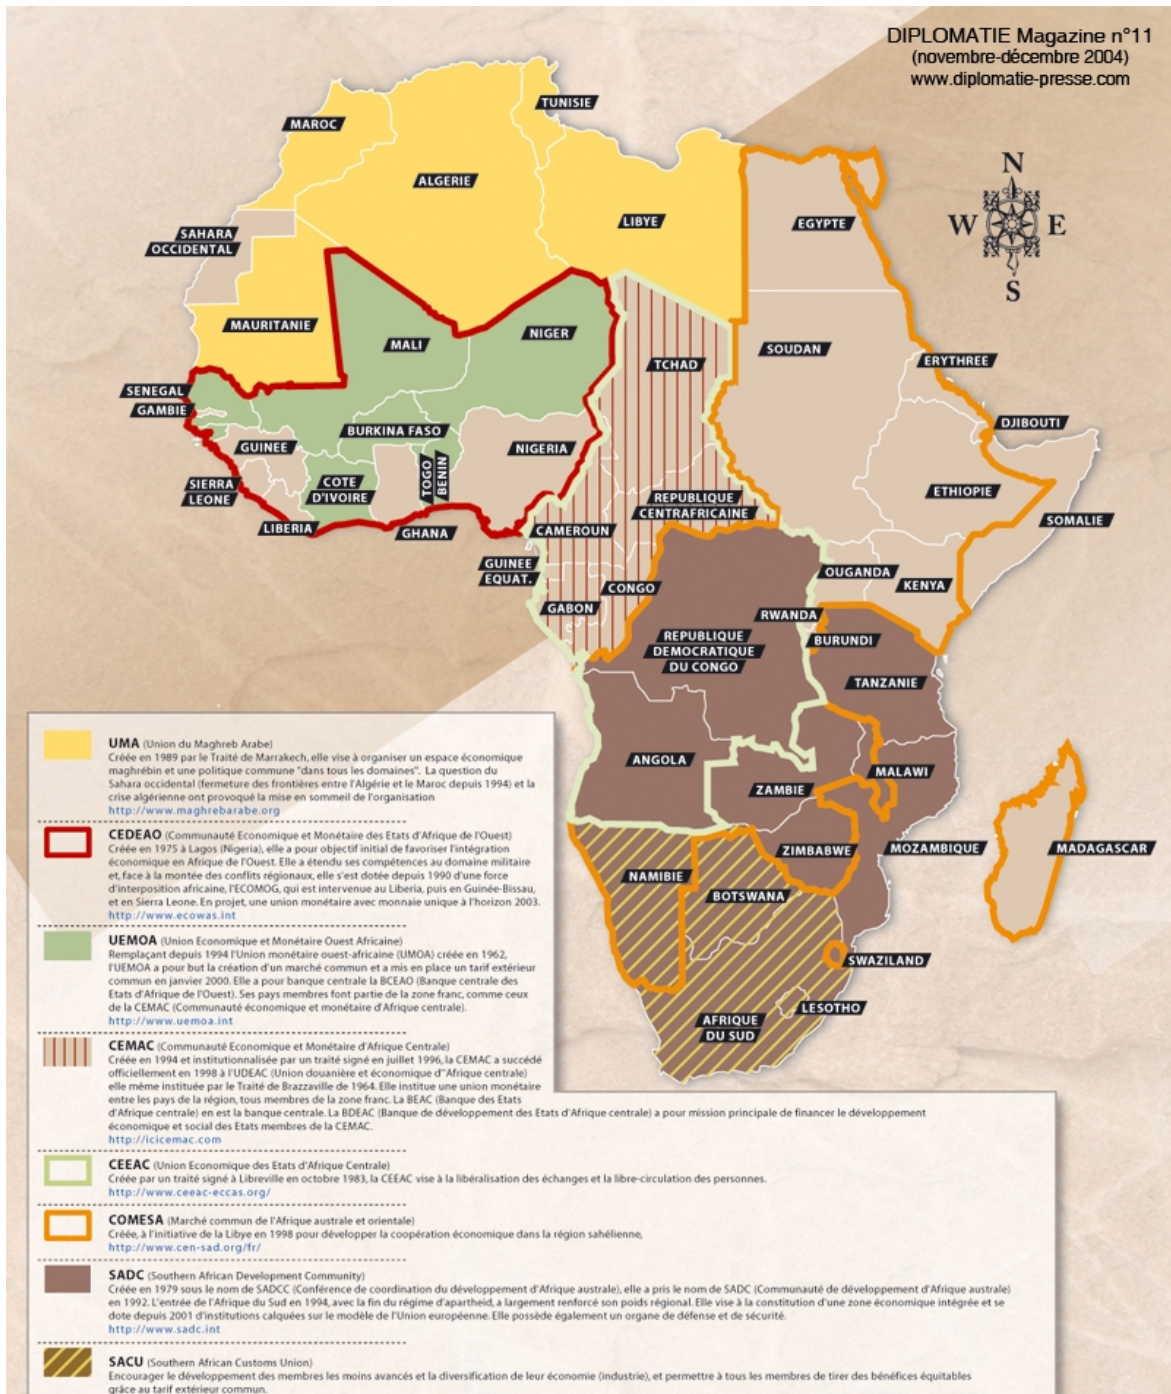 DIPLOMATIE Magazine n°11
(novembre-décembre 2004)
www.diplomatie-presse.com
TUNISIE
MAROC
ALGERIE
LIBYE
EGYPTE
N
W E
S
SAHARA
OCCIDENTAL
MAURITANIE
MALI
NIGER
TCHAD
SOUDAN
ERYTHREE
SENEGAL
GAMBIE
DJIBOUTI
BURKINA FASO
GUINEE
NIGERIA
SIERRA
LEONE
COTE
D'IVOIRE
TOGO
BENIN
ETHIOPIE
SOMALIE
LIBERIA
GHANA
REPUBLIQUE
CENTRAFRICAINE
CAMEROUN
GUINEE
EQUAT.
OUGANDA
KENYA
CONGO
GABON
RWANDA
BURUNDI
REPUBLIQUE
DEMOCRATIQUE
DU CONGO
TANZANIE
ANGOLA
ZAMBIE
MALAWI
ZIMBABWE
MOZAMBIQUE
MADAGASCAR
NAMIBIE
BOTSWANA
SWAZILAND
LESOTHO
AFRIQUE
DU SUD
UMA (Union du Maghreb Arabe)
Créée en 1989 par le Traité de Marrakech, elle vise à organiser un espace économique
maghrébin et une politique commune "dans tous les domaines". La question du
Sahara occidental (fermeture des frontières entre l'Algérie et le Maroc depuis 1994) et la
crise algérienne ont provoqué la mise en sommeil de l'organisation
http://www.maghrebarabe.org
CEDEAO (Communauté Economique et Monétaire des Etats d'Afrique de l'Ouest)
Créée en 1975 à Lagos (Nigeria), elle a pour objectif initial de favoriser l'intégration
économique en Afrique de l'Ouest. Elle a étendu ses compétences au domaine militaire
et, face à la montée des conflits régionaux, elle s'est dotée depuis 1990 d'une force
d'interposition africaine, l'ECOMOG, qui est intervenue au Liberia, puis en Guinée-Bissau,
et en Sierra Leone. En projet, une union monétaire avec monnaie unique à l'horizon 2003.
http://www.ecowas.int
UEMOA (Union Economique et Monétaire Ouest Africaine)
Remplaçant depuis 1994 l'Union monétaire ouest-africaine (UMOA) créée en 1962,
l'UEMOA a pour but la création d'un marché commun et a mis en place un tarif extérieur
commun en janvier 2000. Elle a pour banque centrale la BCEAO (Banque centrale des
Etats d'Afrique de l'Ouest). Ses pays membres font partie de la zone franc, comme ceux
de la CEMAC (Communauté économique et monétaire d'Afrique centrale).
http://www.uemoa.int
CEMAC (Communauté Economique et Monétaire d'Afrique Centrale)
Créée en 1994 et institutionnalisée par un traité signé en juillet 1996, la CEMAC a succédé
officiellement en 1998 à l'UDEAC (Union douanière et économique d''Afrique centrale)
elle même instituée par le Traité de Brazzaville de 1964. Elle institue une union monétaire
entre les pays de la région, tous membres de la zone franc. La BEAC (Banque des Etats
d'Afrique centrale) en est la banque centrale. La BDEAC (Banque de développement des Etats d'Afrique centrale) a pour mission principale de financer le développement
économique et social des Etats membres de la CEMAC.
http://icicemac.com
CEEAC (Union Economique des Etats d'Afrique Centrale)
Créée par un traité signé à Libreville en octobre 1983, la CEEAC vise à la libéralisation des échanges et la libre-circulation des personnes.
http://www.ceeac-eccas.org/
COMESA (Marché commun de l'Afrique australe et orientale)
Créée, à l'initiative de la Libye en 1998 pour développer la coopération économique dans la région sahélienne,
http://www.cen-sad.org/fr/
SADC (Southern African Development Community)
Créée en 1979 sous le nom de SADCC (Conférence de coordination du développement d'Afrique australe), elle a pris le nom de SADC (Communauté de développement d'Afrique australe)
en 1992. L'entrée de l'Afrique du Sud en 1994, avec la fin du régime d'apartheid, a largement renforcé son poids régional. Elle vise à la constitution d'une zone économique intégrée et se
dote depuis 2001 d'institutions calquées sur le modèle de l'Union européenne. Elle possède également un organe de défense et de sécurité.
http://www.sadc.int
SACU (Southern African Customs Union)
Encourager le développement des membres les moins avancés et la diversification de leur économie (industrie), et permettre à tous les membres de tirer des bénéfices équitables
grâce au tarif extérieur commun.